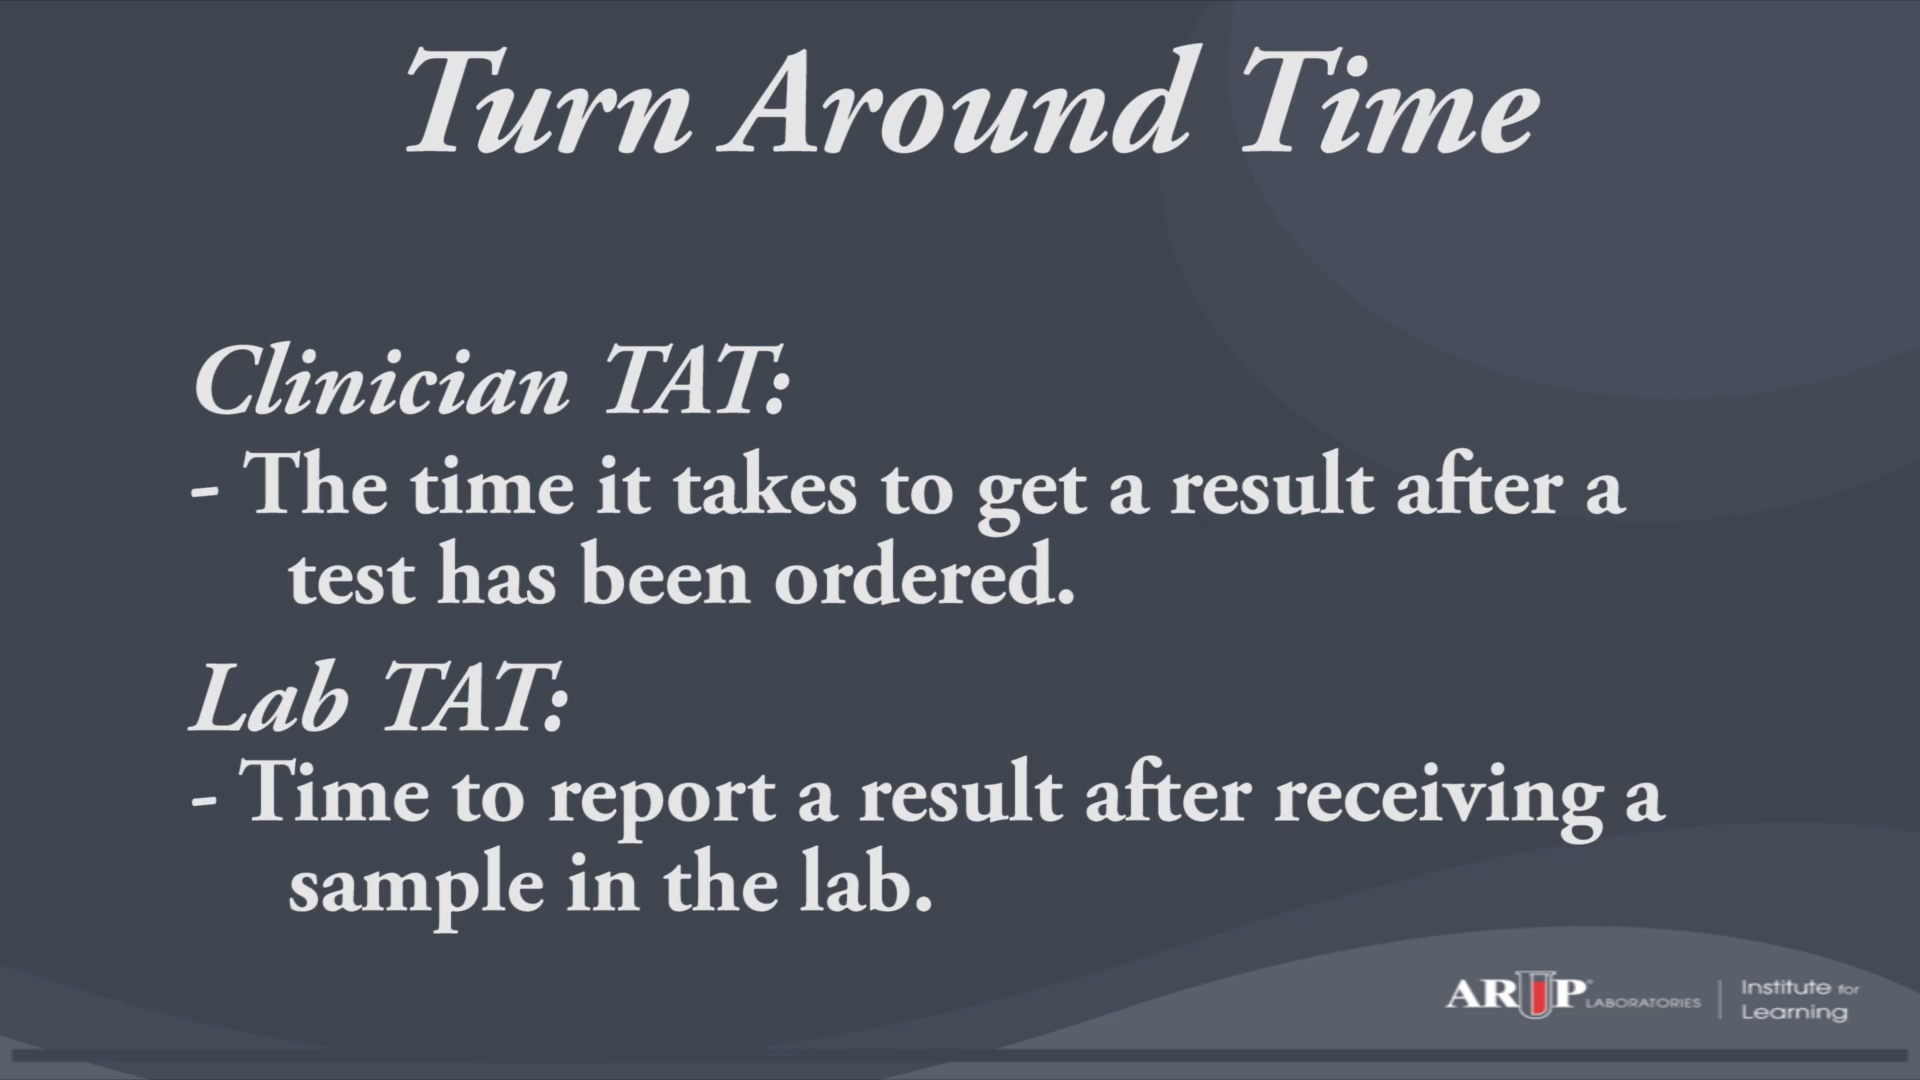 Turn Around Time
Clinician TAT:
- The time it takes to get a result after a
test has been ordered.
Lab TAT:
- Time to report a result after receiving a
sample in the lab.
ARUP LABORATORIES | Institute for
Learning